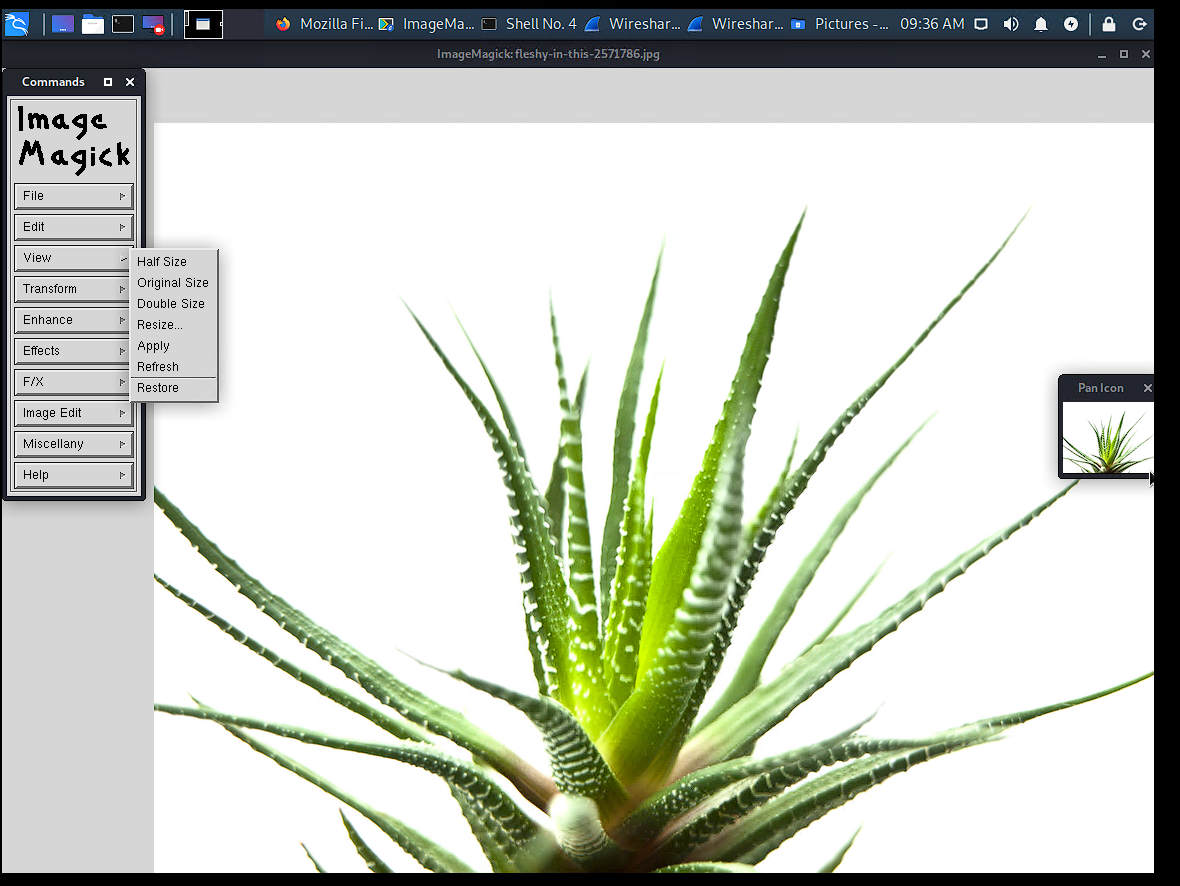 Mozilla Fi... ImageMa... Shell No. 4 Wireshar... Wireshar... Pictures -... 09:36 AM
ImageMagick: fleshy-in-this-2571786.jpg
Commands
Image
Magick
File
Edit
View
Transform
Enhance
Effects
F/X
Image Edit
Miscellany
Help
Half Size
Original Size
Double Size
Resize...
Apply
Refresh
Restore
Pan Icon